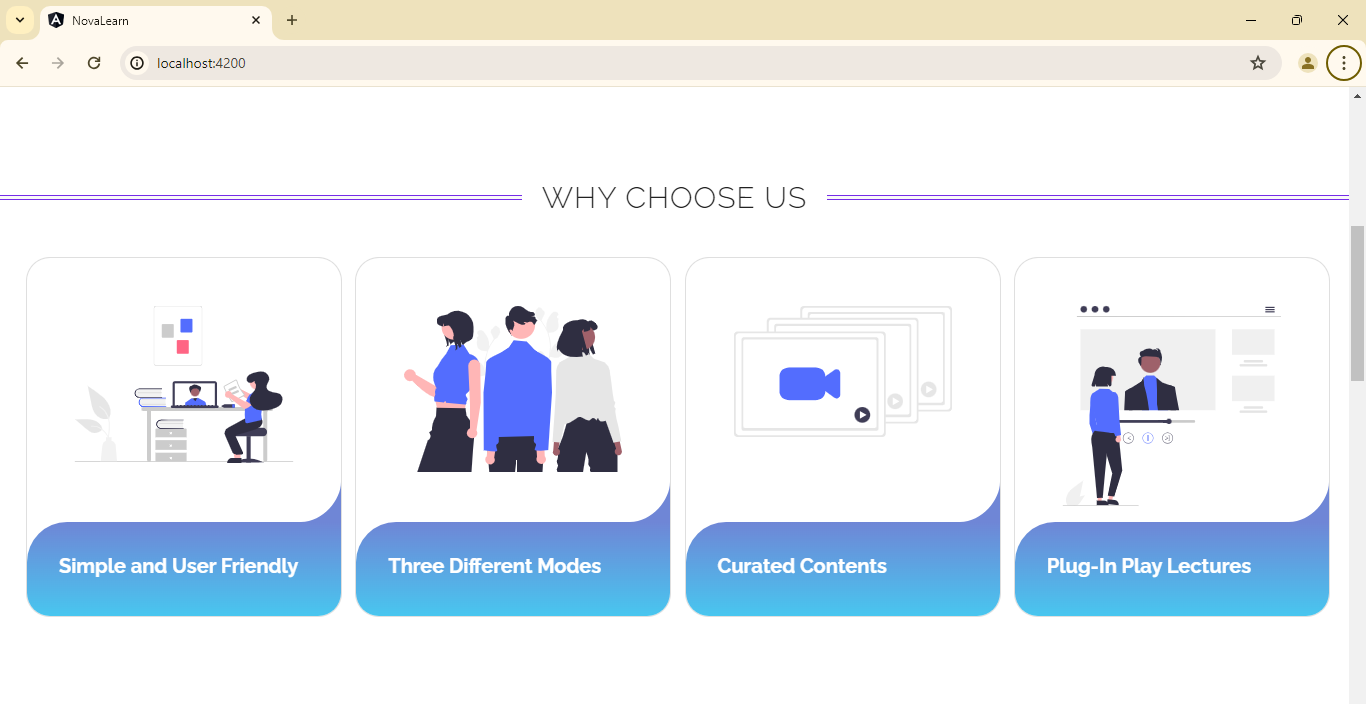 NovaLearn
localhost:4200
WHY CHOOSE US
Simple and User Friendly
Three Different Modes
Curated Contents
Plug-In Play Lectures